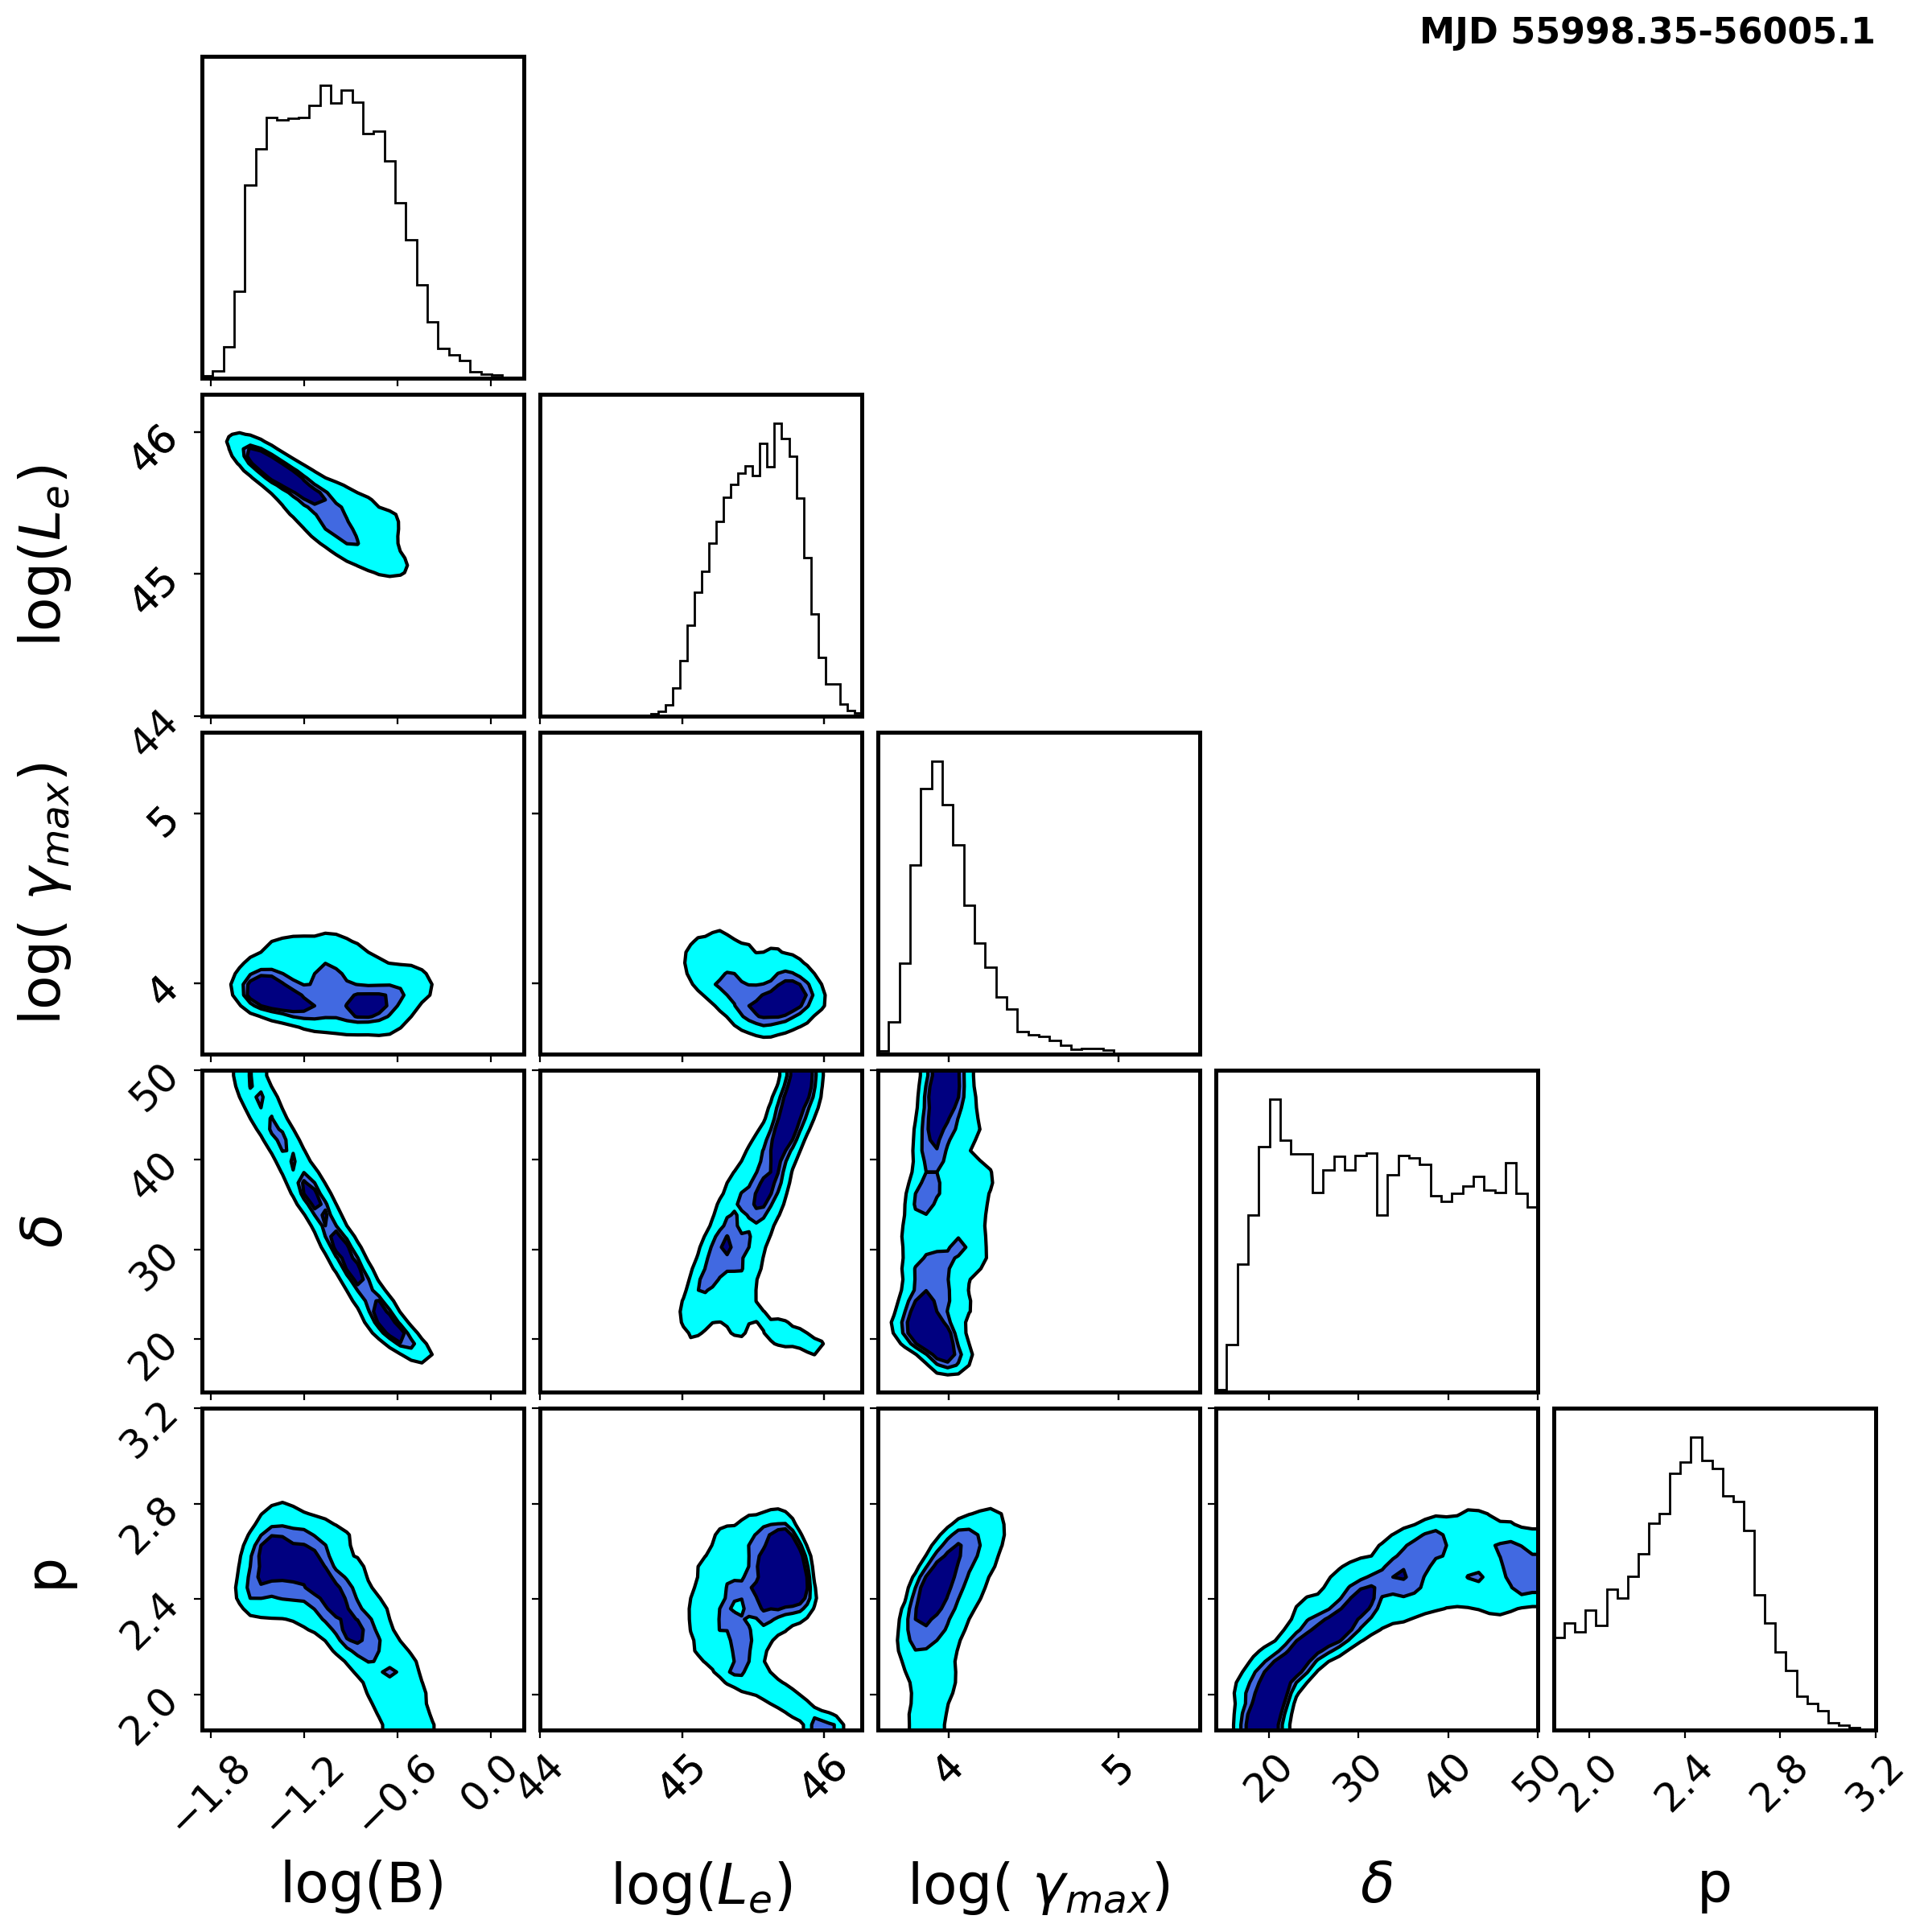 MJD 55998.35-56005.1
log(Lₑ)
46
45
44
log( γₘₐₓ)
5
4
δ
50
40
30
20
p
3.2
2.8
2.4
2.0
−1.8 −1.2 −0.6 0.0 44 45 46 4 5 20 30 40 50 2.0 2.4 2.8 3.2
log(B) log(Lₑ) log( γₘₐₓ) δ p